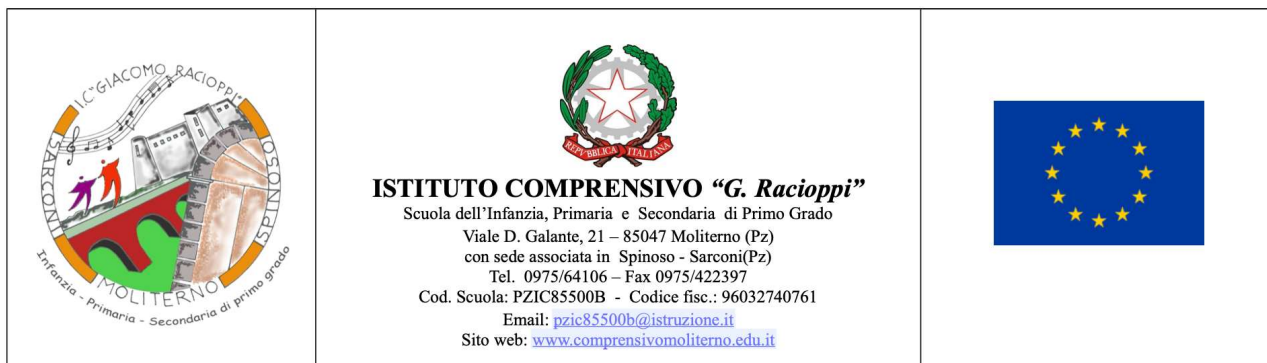 I.C. "GIACOMO RACIOPPI"
SARCONI
SPINOSO
MOLITERNO
Infanzia - Primaria - Secondaria di primo grado
REPVBBLICA ITALIANA
ISTITUTO COMPRENSIVO “G. Racioppi”
Scuola dell’Infanzia, Primaria e Secondaria di Primo Grado
Viale D. Galante, 21 – 85047 Moliterno (Pz)
con sede associata in Spinoso - Sarconi(Pz)
Tel. 0975/64106 – Fax 0975/422397
Cod. Scuola: PZIC85500B - Codice fisc.: 96032740761
Email: pzic85500b@istruzione.it
Sito web: www.comprensivomoliterno.edu.it